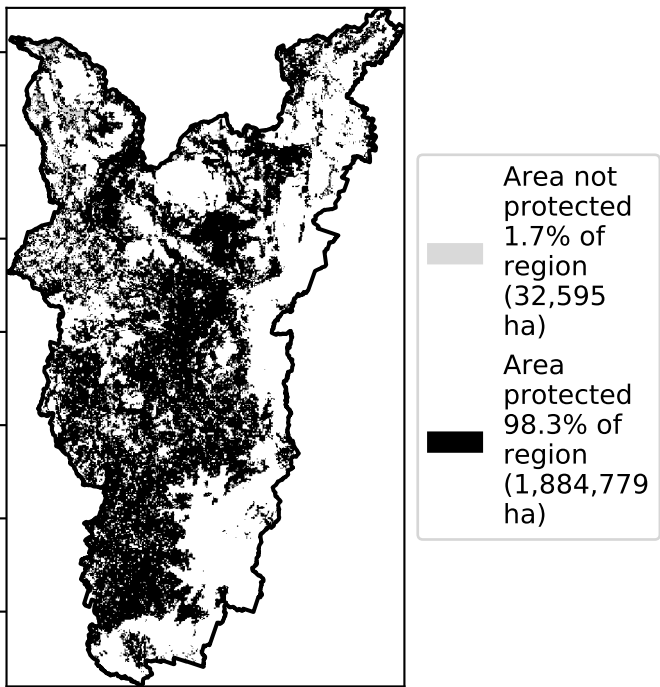 Area not
protected
1.7% of
region
(32,595
ha)
Area
protected
98.3% of
region
(1,884,779
ha)